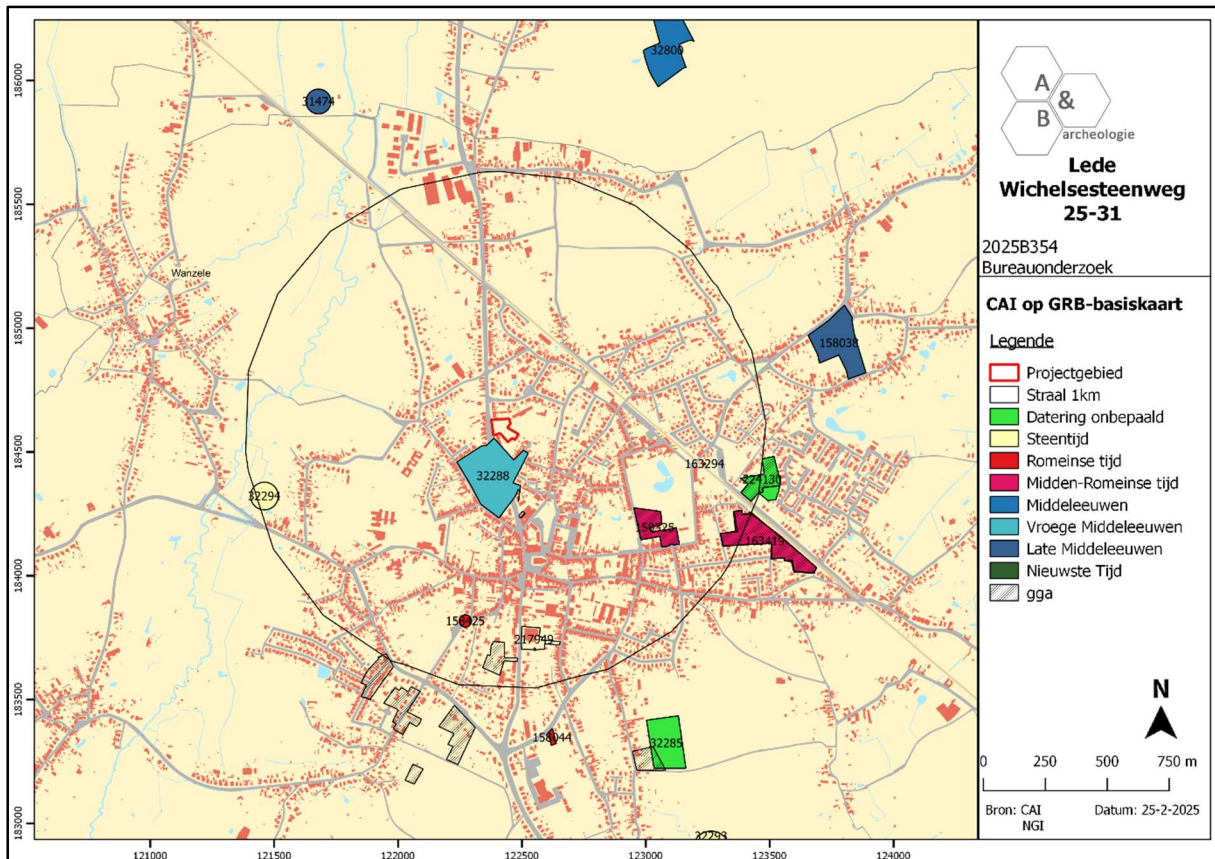 32800
31474
Wanzele
158038
32288
32294
163294
224130
150325
163419
158425
217949
158044
32285
32293
186000
185500
185000
184500
184000
183500
183000
121000
121500
122000
122500
123000
123500
124000
A
&
B
archeologie
Lede
Wichelsesteenweg
25-31
2025B354
Bureauonderzoek
CAI op GRB-basiskaart
Legende
Projectgebied
Straal 1km
Datering onbepaald
Steentijd
Romeinse tijd
Midden-Romeinse tijd
Middeleeuwen
Vroege Middeleeuwen
Late Middeleeuwen
Nieuwste Tijd
gga
N
0 250 500 750 m
Bron: CAI Datum: 25-2-2025
NGI